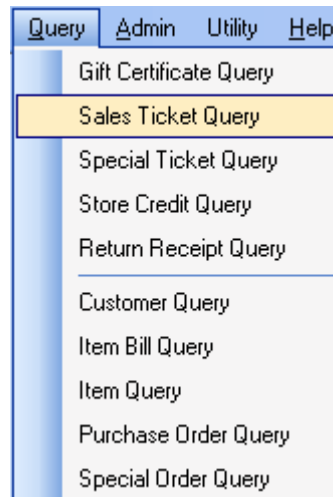 Query Admin Utility Help
Gift Certificate Query
Sales Ticket Query
Special Ticket Query
Store Credit Query
Return Receipt Query
Customer Query
Item Bill Query
Item Query
Purchase Order Query
Special Order Query